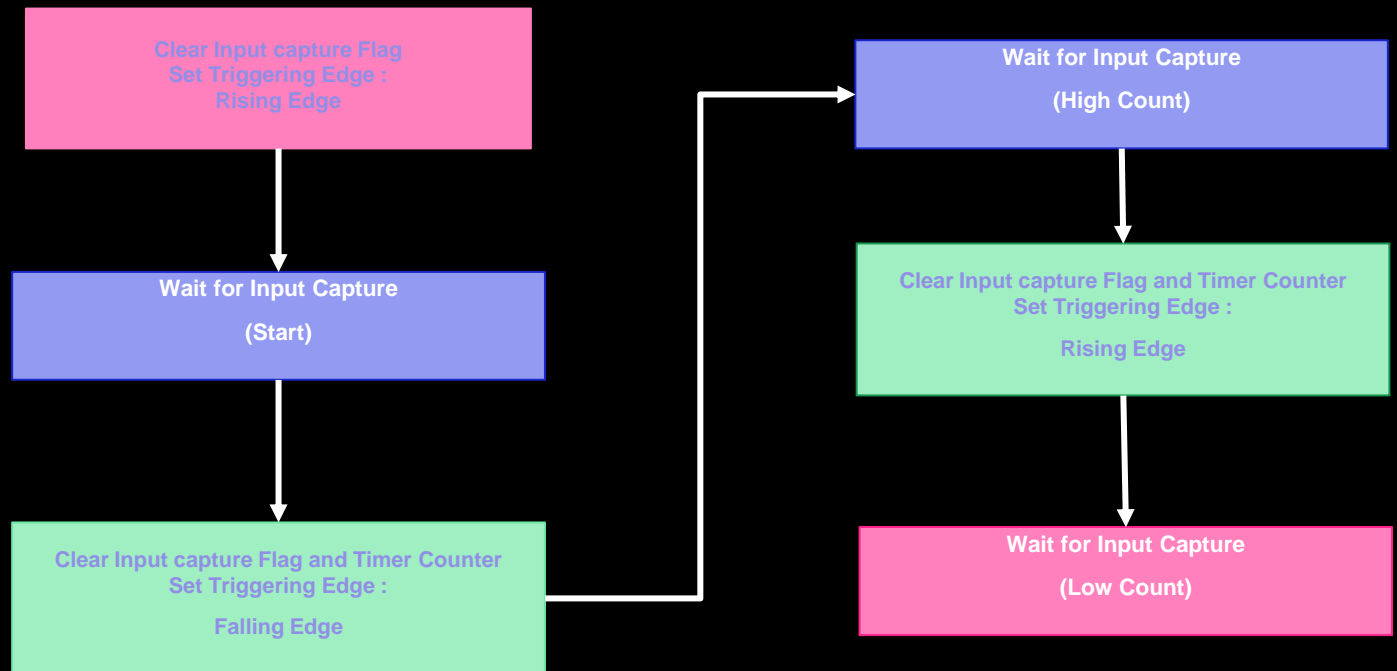 Clear Input capture Flag
Set Triggering Edge :
Rising Edge
Wait for Input Capture
(Start)
Clear Input capture Flag and Timer Counter
Set Triggering Edge :
Falling Edge
Wait for Input Capture
(High Count)
Clear Input capture Flag and Timer Counter
Set Triggering Edge :
Rising Edge
Wait for Input Capture
(Low Count)